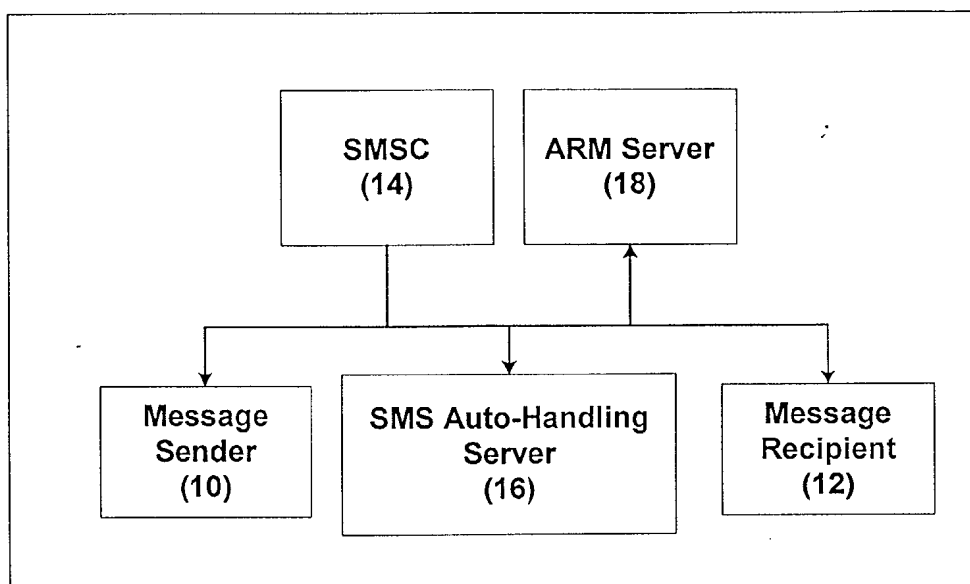 SMSC
(14)
ARM Server
(18)
Message
Sender
(10)
SMS Auto-Handling
Server
(16)
Message
Recipient
(12)